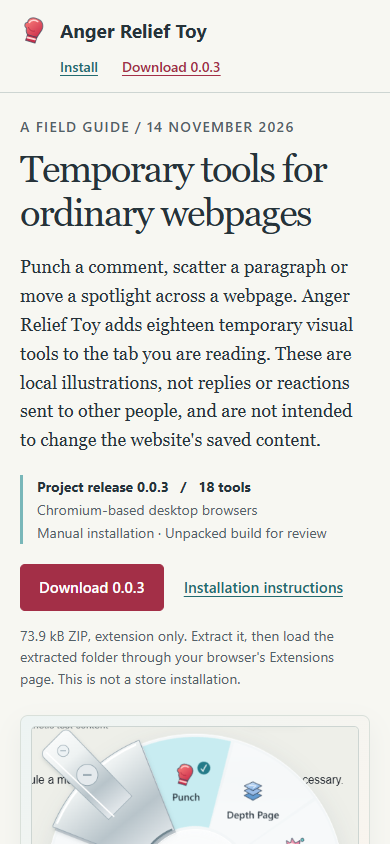 Anger Relief Toy
Install Download 0.0.3
A FIELD GUIDE / 14 NOVEMBER 2026
Temporary tools for
ordinary webpages
Punch a comment, scatter a paragraph or
move a spotlight across a webpage. Anger
Relief Toy adds eighteen temporary visual
tools to the tab you are reading. These are
local illustrations, not replies or reactions
sent to other people, and are not intended
to change the website's saved content.
Project release 0.0.3 / 18 tools
Chromium-based desktop browsers
Manual installation · Unpacked build for review
Download 0.0.3 Installation instructions
73.9 kB ZIP, extension only. Extract it, then load the
extracted folder through your browser's Extensions
page. This is not a store installation.
Punch
Depth Page